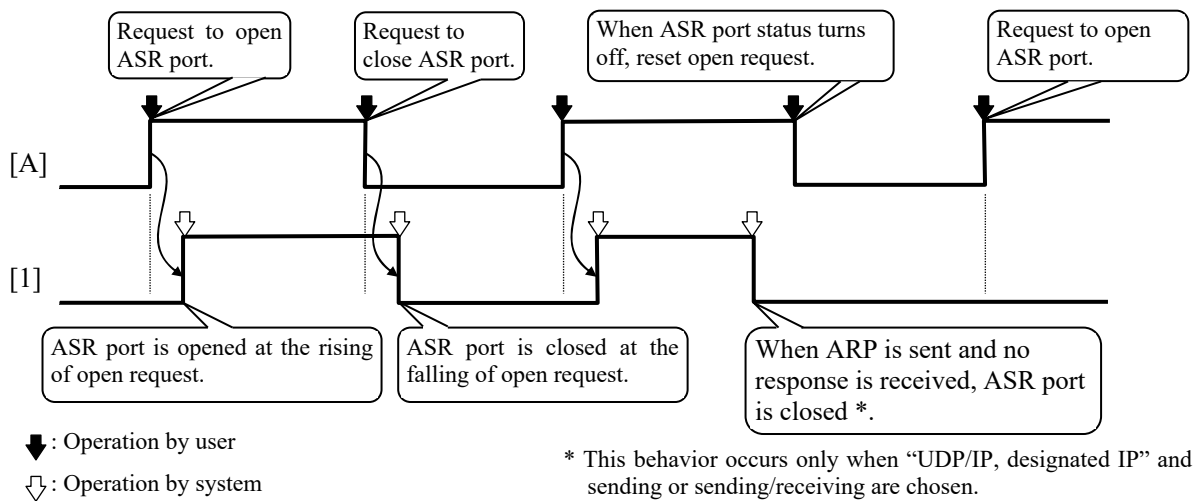 Request to open
ASR port.
Request to
close ASR port.
When ASR port status turns
off, reset open request.
Request to open
ASR port.
[A]
[1]
ASR port is opened at the rising
of open request.
ASR port is closed at the
falling of open request.
When ARP is sent and no
response is received, ASR port
is closed *.
: Operation by user
: Operation by system
* This behavior occurs only when “UDP/IP, designated IP” and
sending or sending/receiving are chosen.